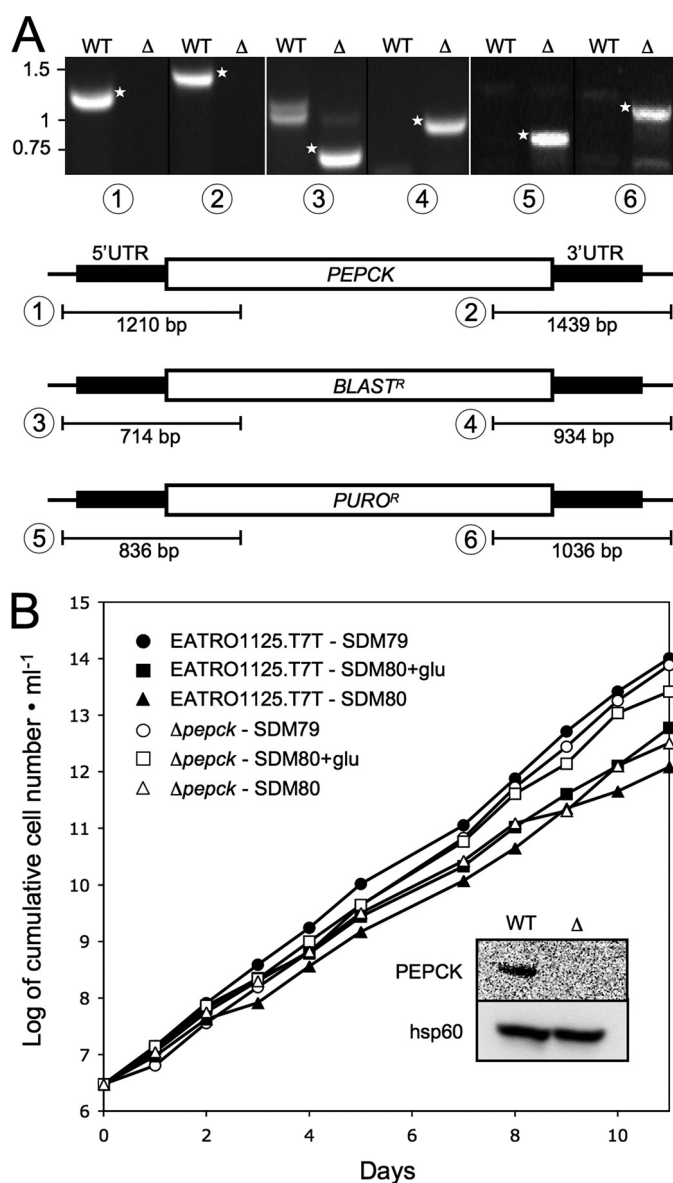 A
WT Δ WT Δ WT Δ WT Δ WT Δ WT Δ
1.5
1
0.75
1 2 3 4 5 6
5'UTR PEPCK 3'UTR
1 1210 bp 2 1439 bp
BLASTᴿ
3 714 bp 4 934 bp
PUROᴿ
5 836 bp 6 1036 bp
B
EATRO1125.T7T - SDM79
EATRO1125.T7T - SDM80+glu
EATRO1125.T7T - SDM80
Δpepck - SDM79
Δpepck - SDM80+glu
Δpepck - SDM80
Log of cumulative cell number • ml⁻¹
15
14
13
12
11
10
9
8
7
6
WT Δ
PEPCK
hsp60
0 2 4 6 8 10
Days